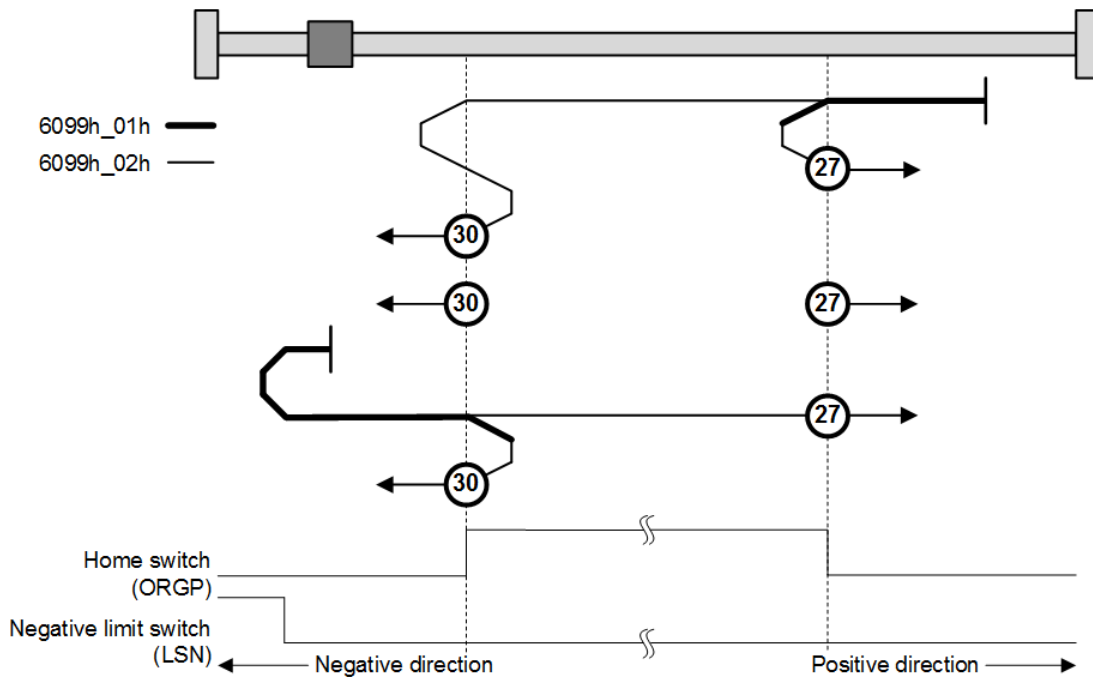 6099h_01h
6099h_02h
27
30
30
27
27
30
Home switch
(ORGP)
Negative limit switch
(LSN)
Negative direction
Positive direction